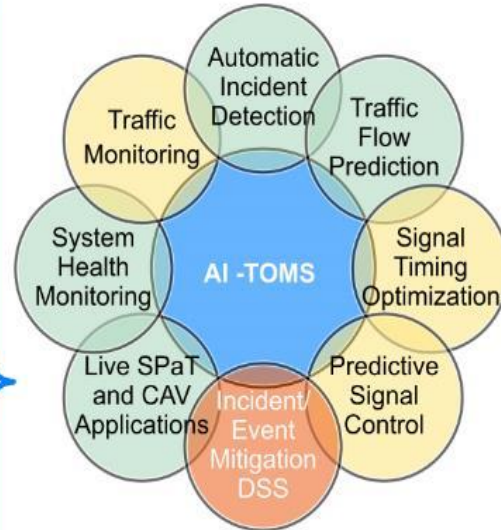 Automatic
Incident
Detection
Traffic
Flow
Prediction
Signal
Timing
Optimization
Predictive
Signal
Control
Incident/
Event
Mitigation
DSS
Live SPaT
and CAV
Applications
System
Health
Monitoring
Traffic
Monitoring
AI -TOMS